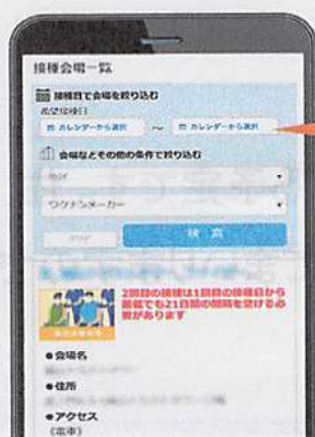 接種会場一覧
接種日で会場を絞り込む
希望接種日
カレンダーから選択 ～ カレンダーから選択
会場などその他の条件で絞り込む
地区
ワクチンメーカー
クリア 検索
2回目の接種は1回目の接種日から
最低でも21日間の間隔を空ける必
要があります
●会場名
●住所
●アクセス
《電車》